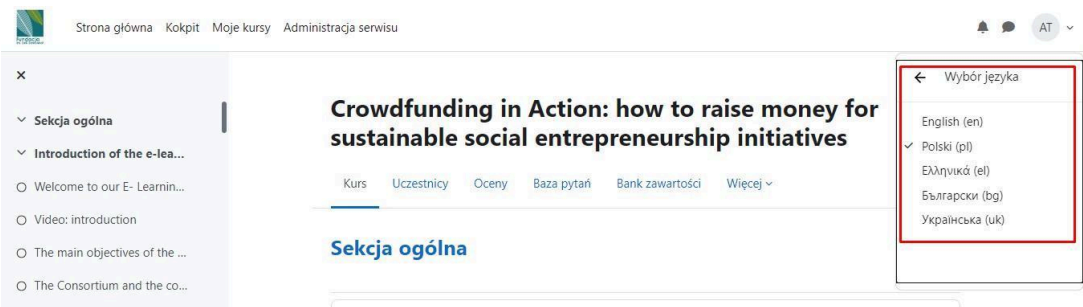 Strona główna Kokpit Moje kursy Administracja serwisu AT
Sekcja ogólna
Introduction of the e-lea...
Welcome to our E- Learnin...
Video: introduction
The main objectives of the ...
The Consortium and the co...
Crowdfunding in Action: how to raise money for
sustainable social entrepreneurship initiatives
Kurs Uczestnicy Oceny Baza pytań Bank zawartości Więcej
Sekcja ogólna
Wybór języka
English (en)
Polski (pl)
Ελληνικά (el)
Български (bg)
Українська (uk)